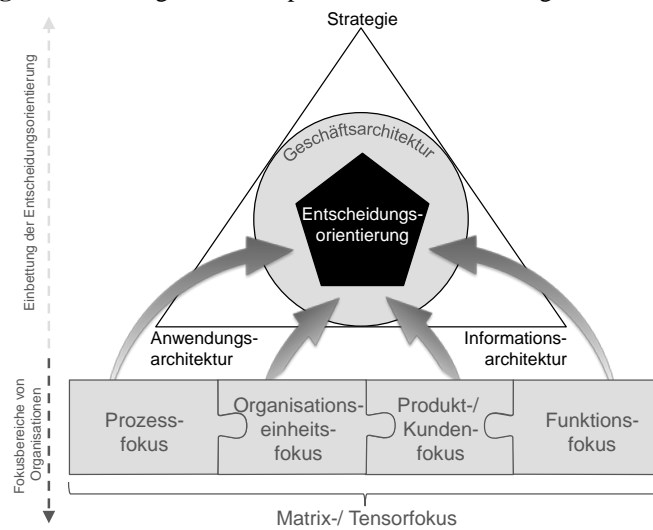 Strategie
Geschäftsarchitektur
Entscheidungs-
orientierung
Anwendungs-
architektur
Informations-
architektur
Einbettung der Entscheidungsorientierung
Fokusbereiche von
Organisationen
Prozess-
fokus
Organisations-
einheits-
fokus
Produkt-/
Kunden-
fokus
Funktions-
fokus
Matrix-/ Tensorfokus